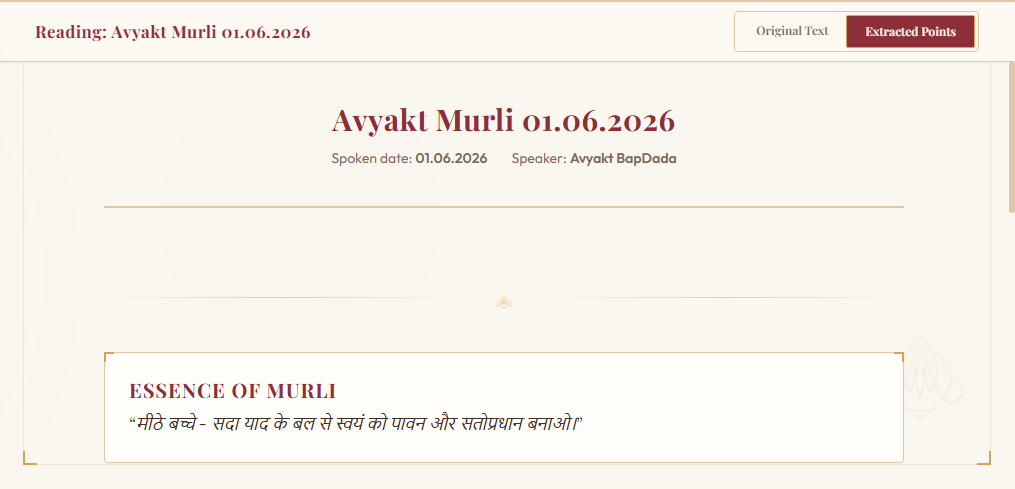 Reading: Avyakt Murli 01.06.2026
Original Text
Extracted Points
Avyakt Murli 01.06.2026
Spoken date: 01.06.2026 Speaker: Avyakt BapDada
ESSENCE OF MURLI
“मीठे बच्चे - सदा याद के बल से स्वयं को पावन और सतोप्रधान बनाओ।”